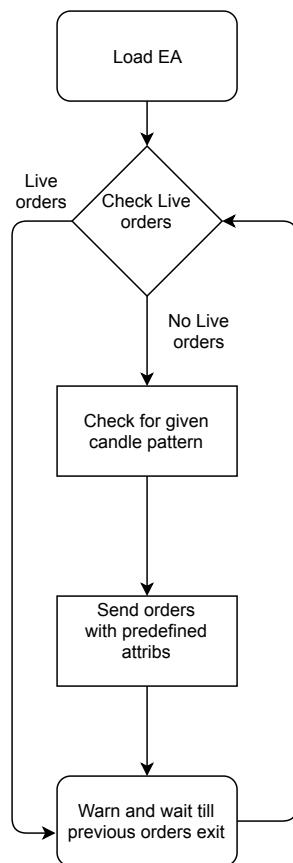 Load EA
Check Live
orders
Live
orders
No Live
orders
Check for given
candle pattern
Send orders
with predefined
attribs
Warn and wait till
previous orders exit